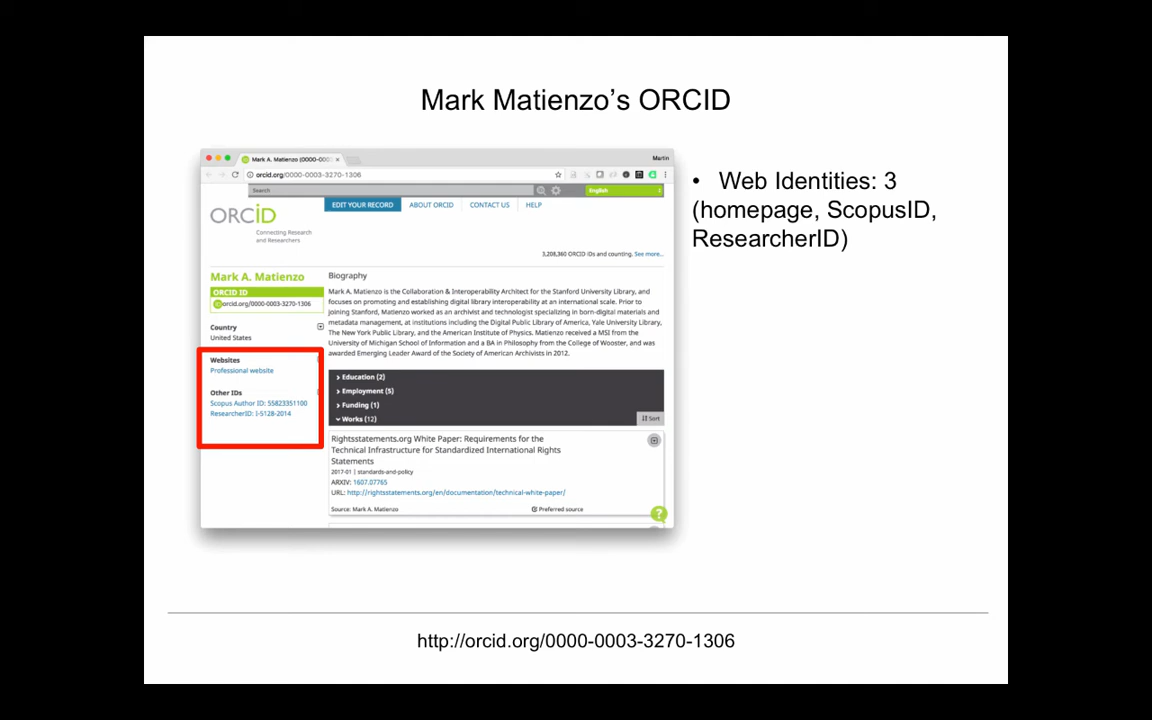 Mark Matienzo's ORCID
Mark A. Matienzo (0000-000
Martin
orcid.org/0000-0003-3270-1306
Search
English
ORCiD
EDIT YOUR RECORD
ABOUT ORCID
CONTACT US
HELP
Connecting Research
and Researchers
3,208,360 ORCID iDs and counting. See more...
Mark A. Matienzo
ORCID ID
orcid.org/0000-0003-3270-1306
Country
United States
Websites
Professional website
Other IDs
Scopus Author ID: 55823351100
ResearcherID: I-5128-2014
Biography
Mark A. Matienzo is the Collaboration & Interoperability Architect for the Stanford University Library, and
focuses on promoting and establishing digital library interoperability at an international scale. Prior to
joining Stanford, Matienzo worked as an archivist and technologist specializing in born-digital materials and
metadata management, at institutions including the Digital Public Library of America, Yale University Library,
The New York Public Library, and the American Institute of Physics. Matienzo received a MSI from the
University of Michigan School of Information and a BA in Philosophy from the College of Wooster, and was
awarded Emerging Leader Award of the Society of American Archivists in 2012.
Education (2)
Employment (5)
Funding (1)
Works (12)
Sort
Rightsstatements.org White Paper: Requirements for the
Technical Infrastructure for Standardized International Rights
Statements
2017-01 | standards-and-policy
ARXIV: 1607.07765
URL: http://rightsstatements.org/en/documentation/technical-white-paper/
Source: Mark A. Matienzo
Preferred source
?
• Web Identities: 3
(homepage, ScopusID,
ResearcherID)
http://orcid.org/0000-0003-3270-1306